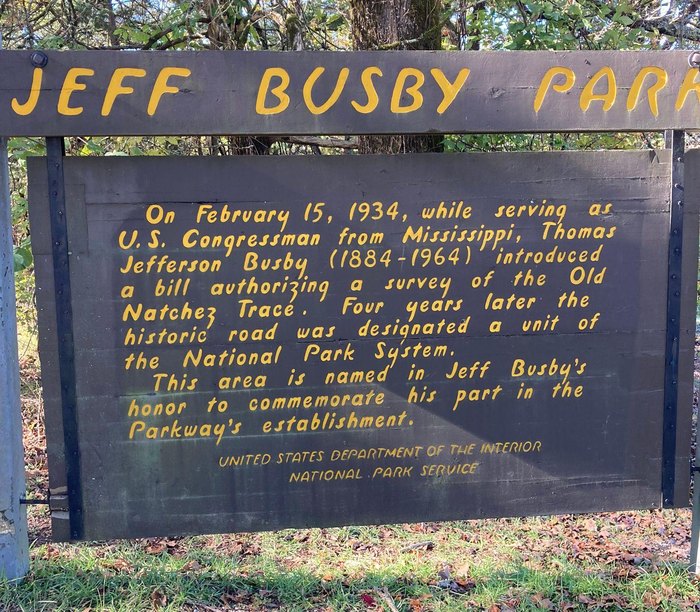 JEFF BUSBY PARK
On February 15, 1934, while serving as
U.S. Congressman from Mississippi, Thomas
Jefferson Busby (1884-1964) introduced
a bill authorizing a survey of the Old
Natchez Trace. Four years later the
historic road was designated a unit of
the National Park System.
This area is named in Jeff Busby's
honor to commemorate his part in the
Parkway's establishment.
UNITED STATES DEPARTMENT OF THE INTERIOR
NATIONAL PARK SERVICE